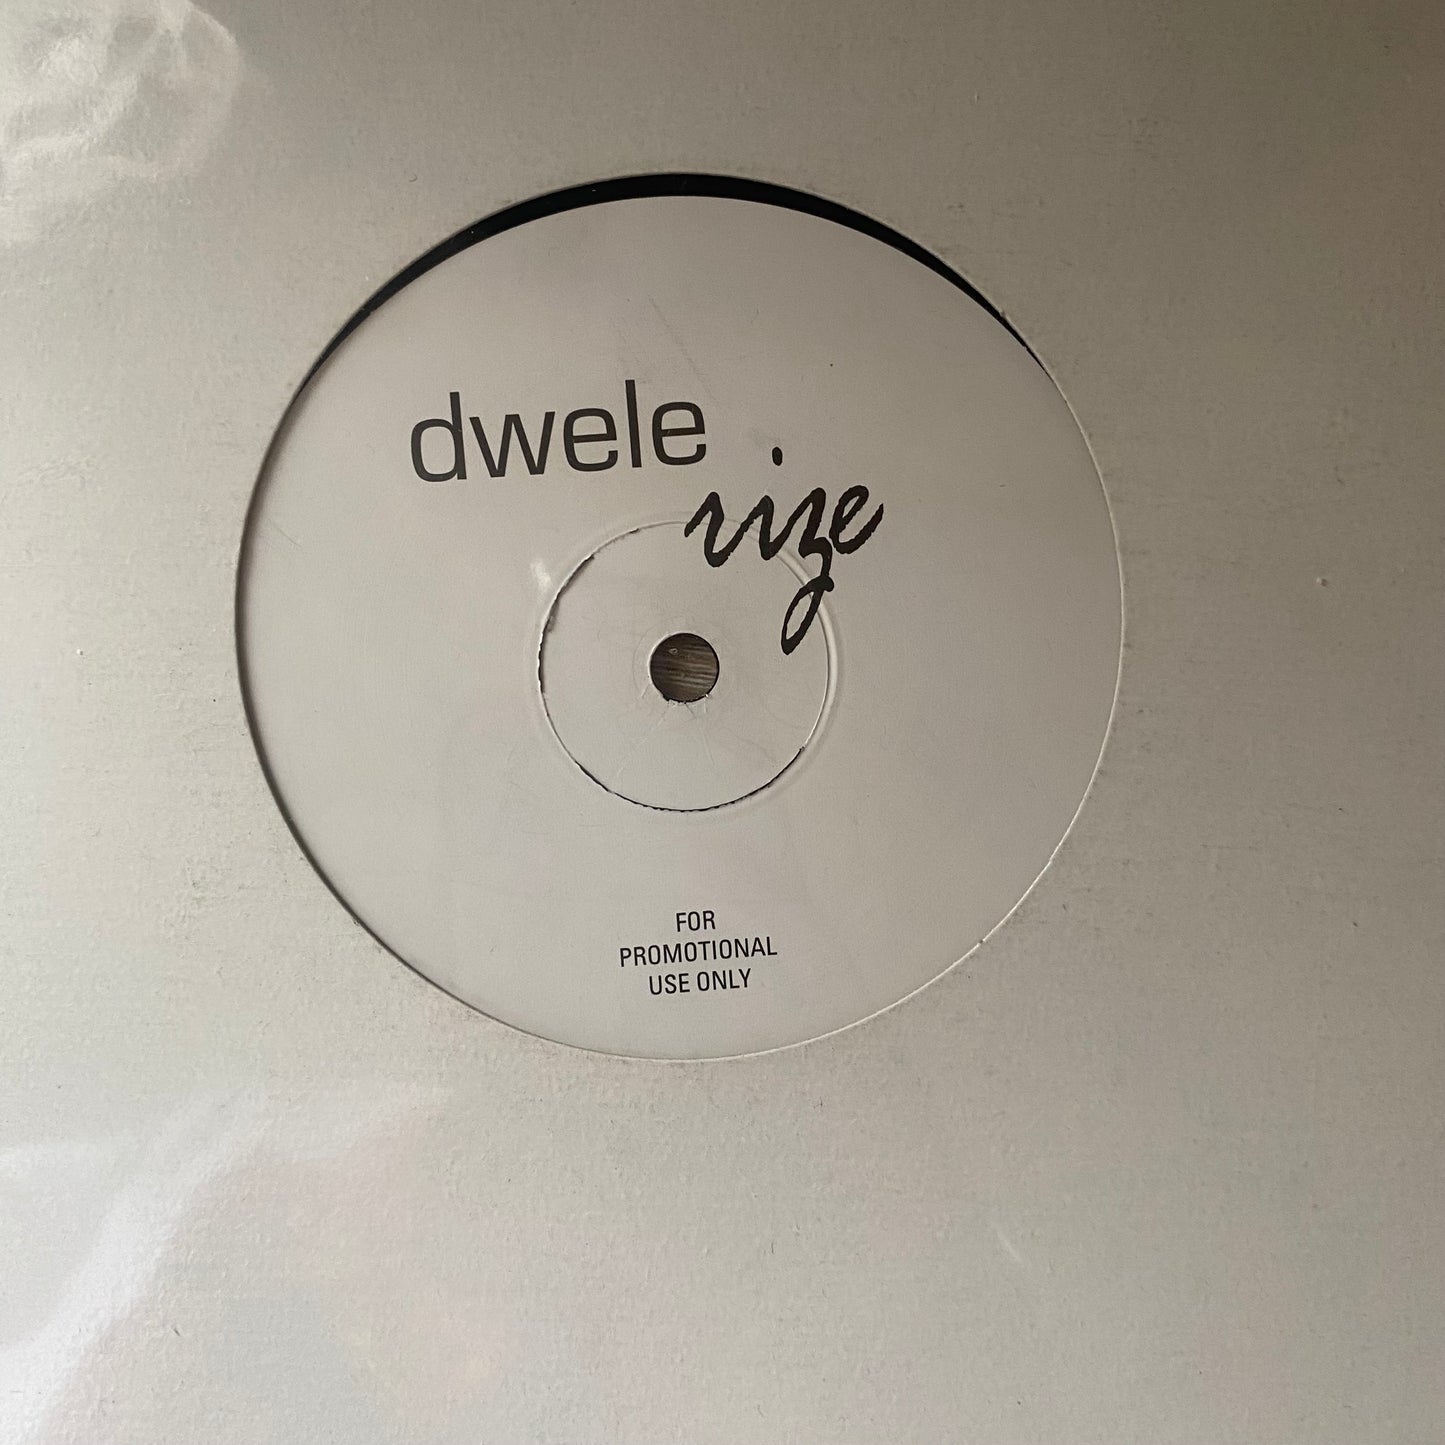 dwele
rize
FOR
PROMOTIONAL
USE ONLY